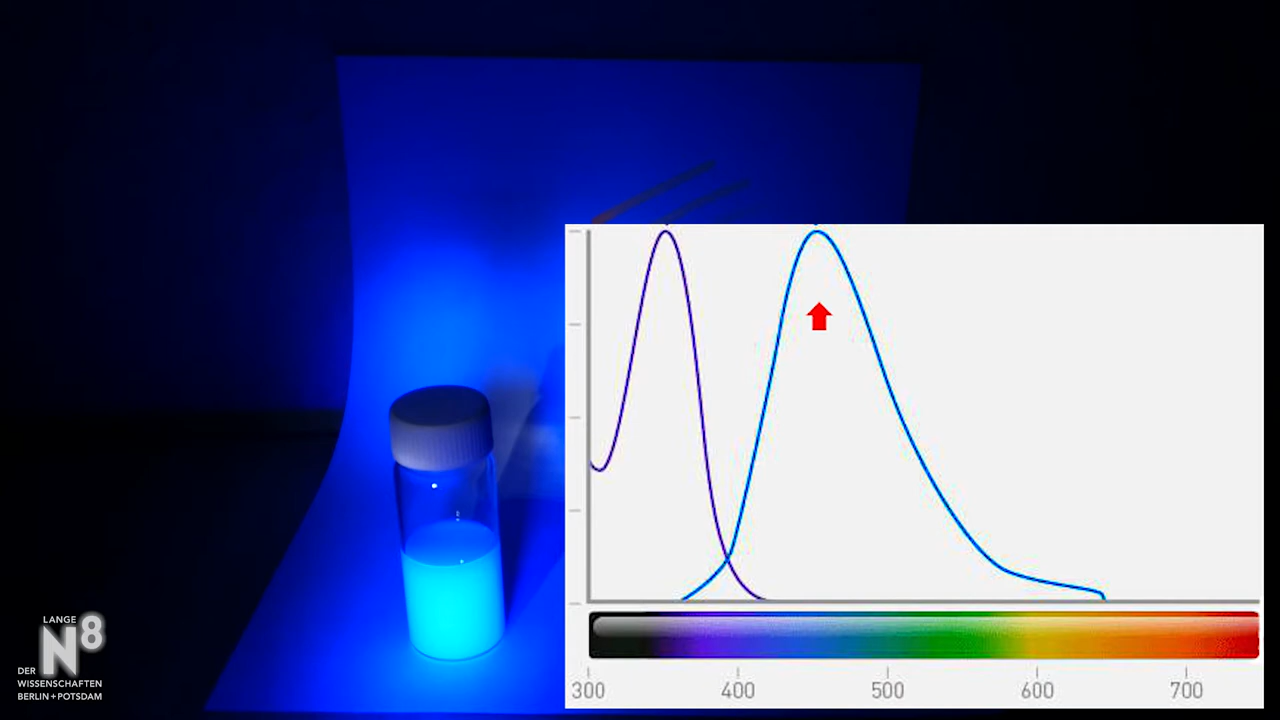 LANGE
N8
DER
WISSENSCHAFTEN
BERLIN + POTSDAM
300 400 500 600 700